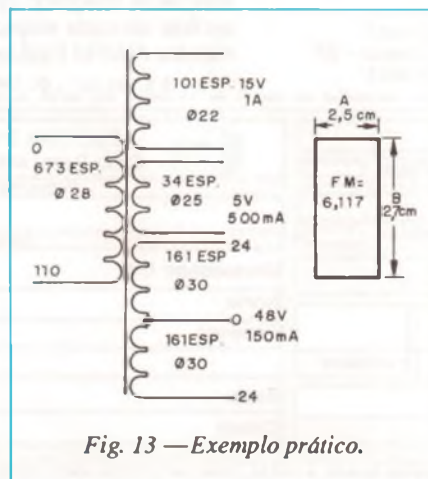 101 ESP. 15V
1A
Ø22
0
673 ESP.
Ø 28
110
34 ESP.
Ø25
5V
500mA
24
161 ESP
Ø30
0
48V
150mA
161ESP.
Ø30
24
A
2,5 cm
FM=
6,117
B
2,7cm
Fig. 13 — Exemplo prático.